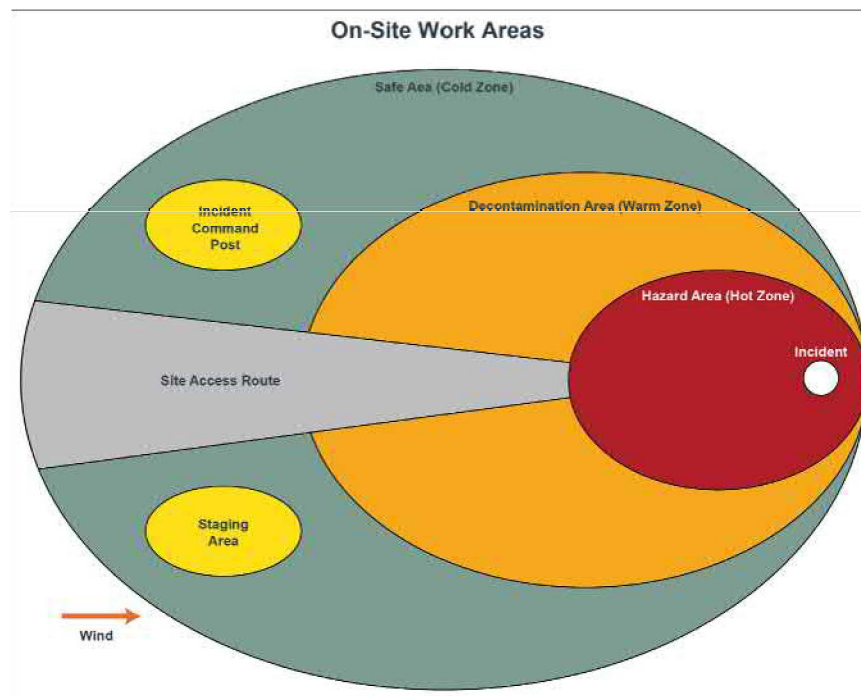 On-Site Work Areas
Safe Aea (Cold Zone)
Incident
Command
Post
Decontamination Area (Warm Zone)
Hazard Area (Hot Zone)
Incident
Site Access Route
Staging
Area
Wind